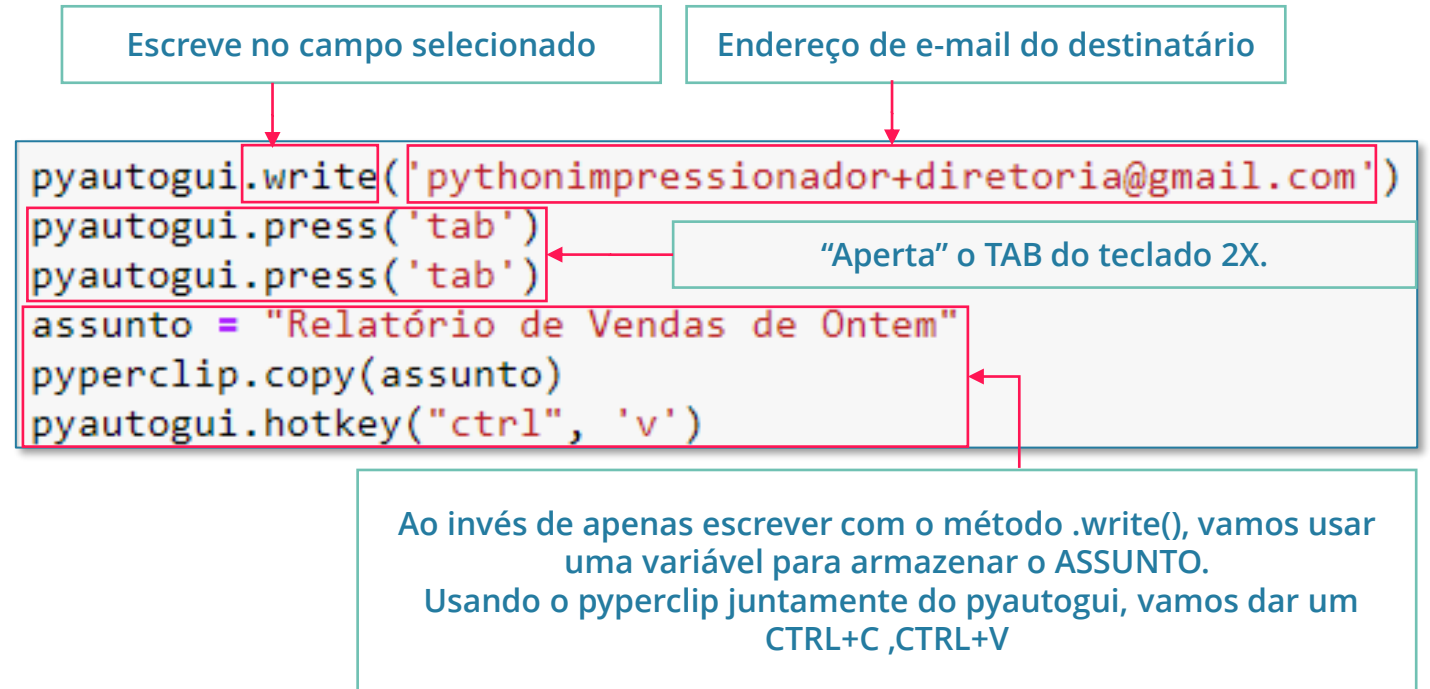 Escreve no campo selecionado
Endereço de e-mail do destinatário
pyautogui.write('pythonimpressionador+diretoria@gmail.com')
pyautogui.press('tab')
pyautogui.press('tab')
“Aperta” o TAB do teclado 2X.
assunto = "Relatório de Vendas de Ontem"
pyperclip.copy(assunto)
pyautogui.hotkey("ctrl", 'v')
Ao invés de apenas escrever com o método .write(), vamos usar
uma variável para armazenar o ASSUNTO.
Usando o pyperclip juntamente do pyautogui, vamos dar um
CTRL+C ,CTRL+V